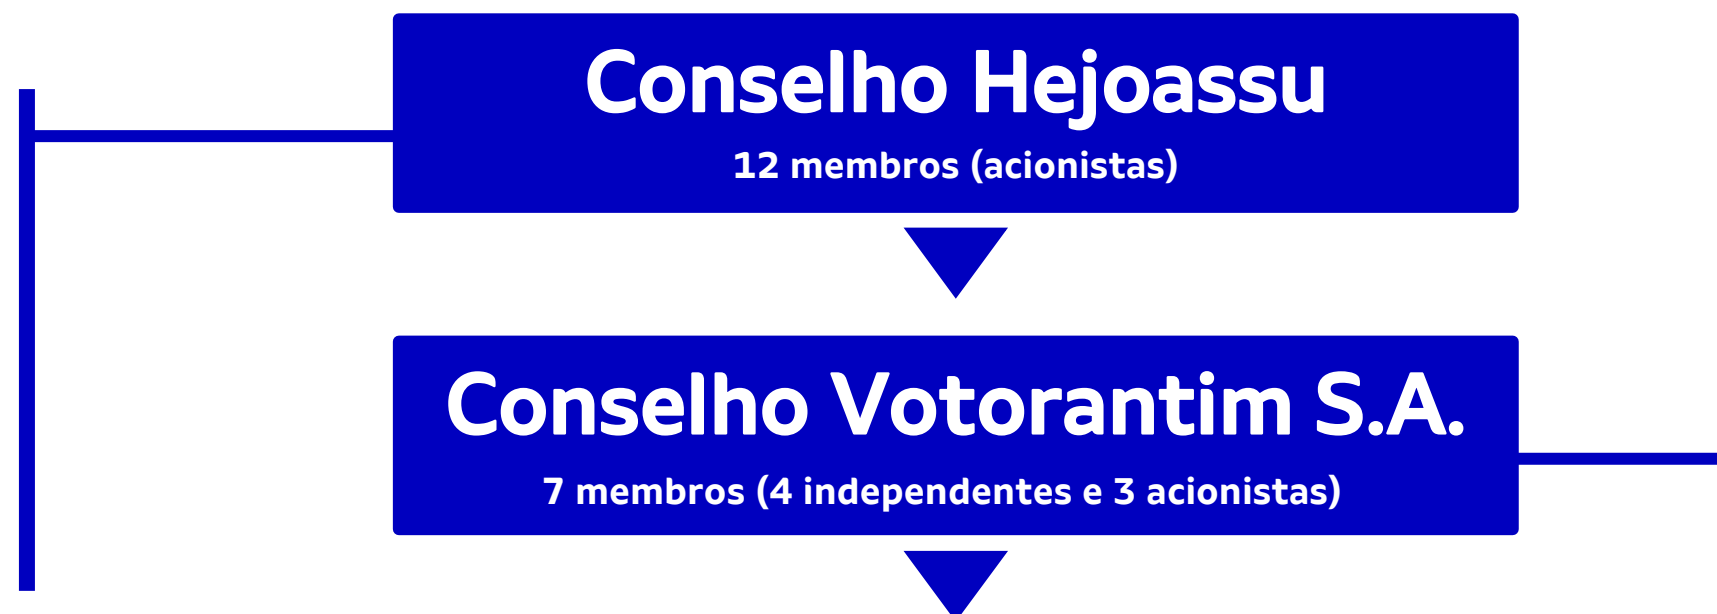 Conselho Hejoassu
12 membros (acionistas)
Conselho Votorantim S.A.
7 membros (4 independentes e 3 acionistas)